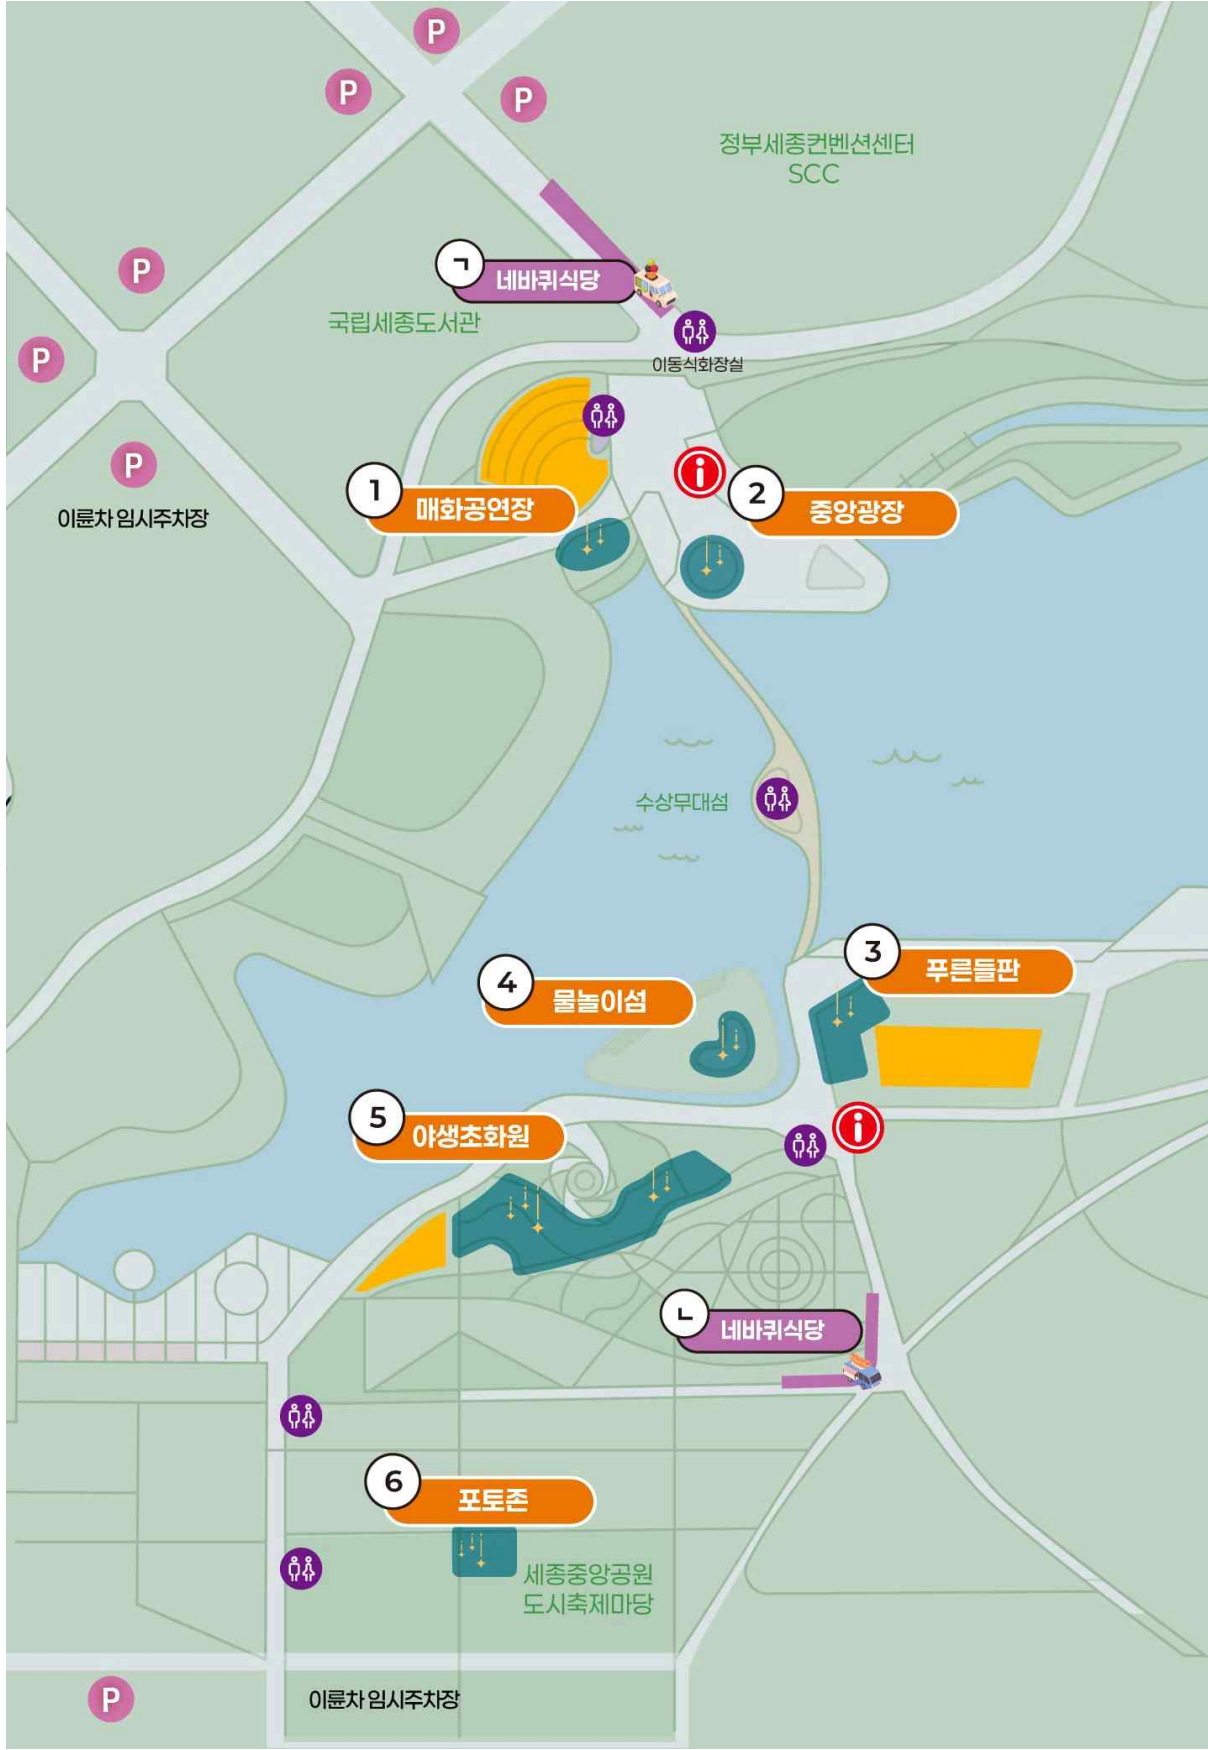 P
P
P
정부세종컨벤션센터
SCC
P
ㄱ
네바퀴식당
국립세종도서관
P
이동식화장실
P
이륜차 임시주차장
1
매화공연장
i
2
중앙광장
수상무대섬
3
푸른들판
4
물놀이섬
5
야생초화원
i
ㄴ
네바퀴식당
6
포토존
세종중앙공원
도시축제마당
P
이륜차 임시주차장